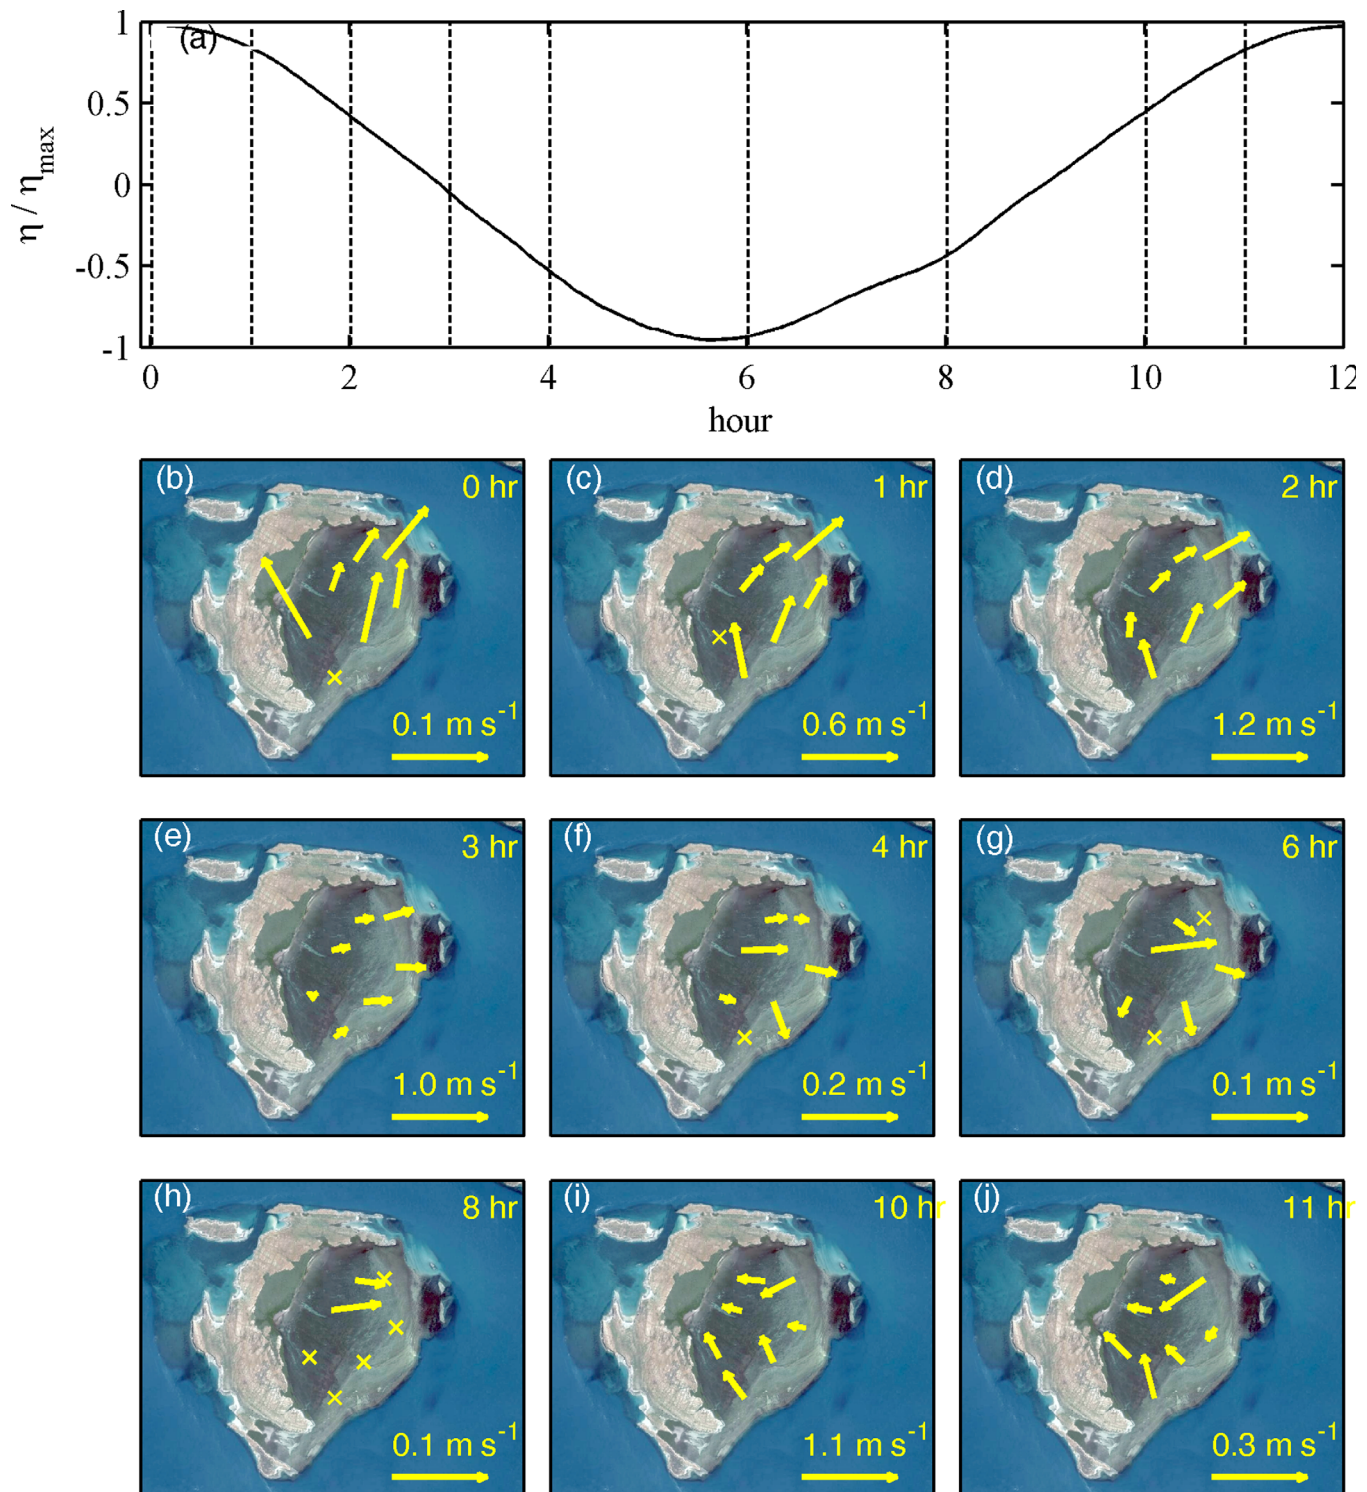 (a)
1
0.5
0
-0.5
-1
η / ηmax
0 2 4 6 8 10 12
hour
(b) 0 hr
0.1 m s-1
(c) 1 hr
0.6 m s-1
(d) 2 hr
1.2 m s-1
(e) 3 hr
1.0 m s-1
(f) 4 hr
0.2 m s-1
(g) 6 hr
0.1 m s-1
(h) 8 hr
0.1 m s-1
(i) 10 hr
1.1 m s-1
(j) 11 hr
0.3 m s-1